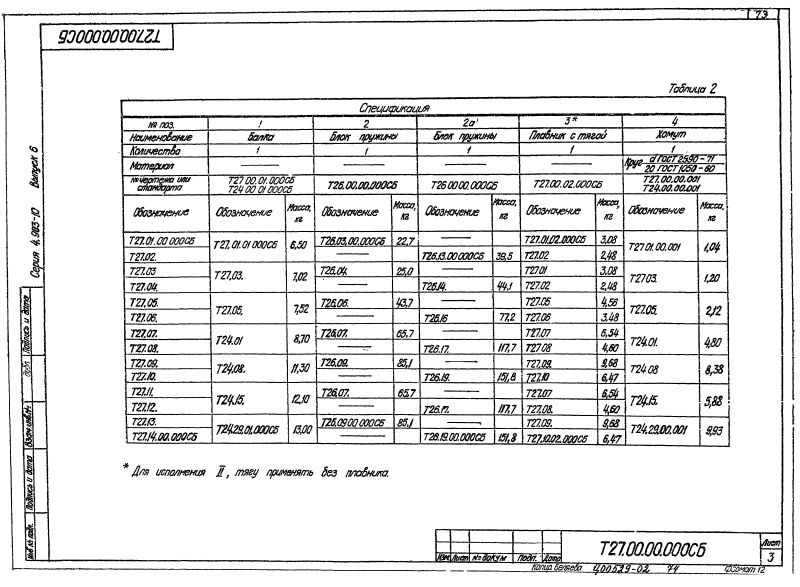 73
Т27.00.00.000СБ
Таблица 2
Спецификация
№ поз. 1 2 2а 3* 4
Наименование Балка Блок пружины Блок пружины Плавник с тягой Хомут
Количество 1 1 1 1 1
Материал — — — — Круг d ГОСТ 2590-71 / 20 ГОСТ 1050-60
№ чертежа или стандарта Т27.00.01.000СБ Т24.00.01.000СБ Т26.00.00.000СБ Т26.00.00.000СБ Т27.00.02.000СБ Т27.00.00.001 Т24.00.00.001
Обозначение Обозначение Масса, кг Обозначение Масса, кг Обозначение Масса, кг Обозначение Масса, кг Обозначение Масса, кг
Т27.01.00.000СБ Т27.01.01.000СБ 6,50 Т26.03.00.000СБ 22,7 — Т27.01.02.000СБ 3,08 Т27.01.00.001 1,04
Т27.02. — Т26.13.00.000СБ 39,5 Т27.02 2,48
Т27.03 Т27.03. 7,02 Т26.04. 25,0 — Т27.01 3,08 Т27.03. 1,20
Т27.04. — Т26.14. 44,1 Т27.02 2,48
Т27.05. Т27.05. 7,52 Т26.06. 43,7 — Т27.05 4,56 Т27.05. 2,12
Т27.06. — Т26.16 77,2 Т27.06 3.48
Т27.07. Т24.01 8,70 Т26.07. 65,7 — Т27.07 6,54 Т24.01. 4,80
Т27.08. — Т26.17. 117,7 Т27.08 4,60
Т27.09. Т24.08. 11,30 Т26.09. 85,1 — Т27.09. 9,68 Т24.08 8,38
Т27.10. — Т26.19. 151,8 Т27.10 6,47
Т27.11. Т24.15. 12,10 Т26.07. 65,7 — Т27.07 6,54 Т24.15. 5,88
Т27.12. — Т26.17. 117,7 Т27.08. 4,60
Т27.13. Т24.29.01.000СБ 13,00 Т26.09.00.000СБ 85,1 — Т27.09. 9,68 Т24.29.00.001 9,93
Т27.14.00.000СБ — Т26.19.00.000СБ 151,8 Т27.10.02.000СБ 6,47
* Для исполнения II, тягу применять без плавника.
Серия 4.903-10 Выпуск 6
Подпись и дата
Взам инв.№
Подпись и дата
Инв № подл.
Изм. Лист № докум Подп. Дата
Т27.00.00.000СБ
Лист
3
Копир. Беляева Ц00529-02 74 Формат 12